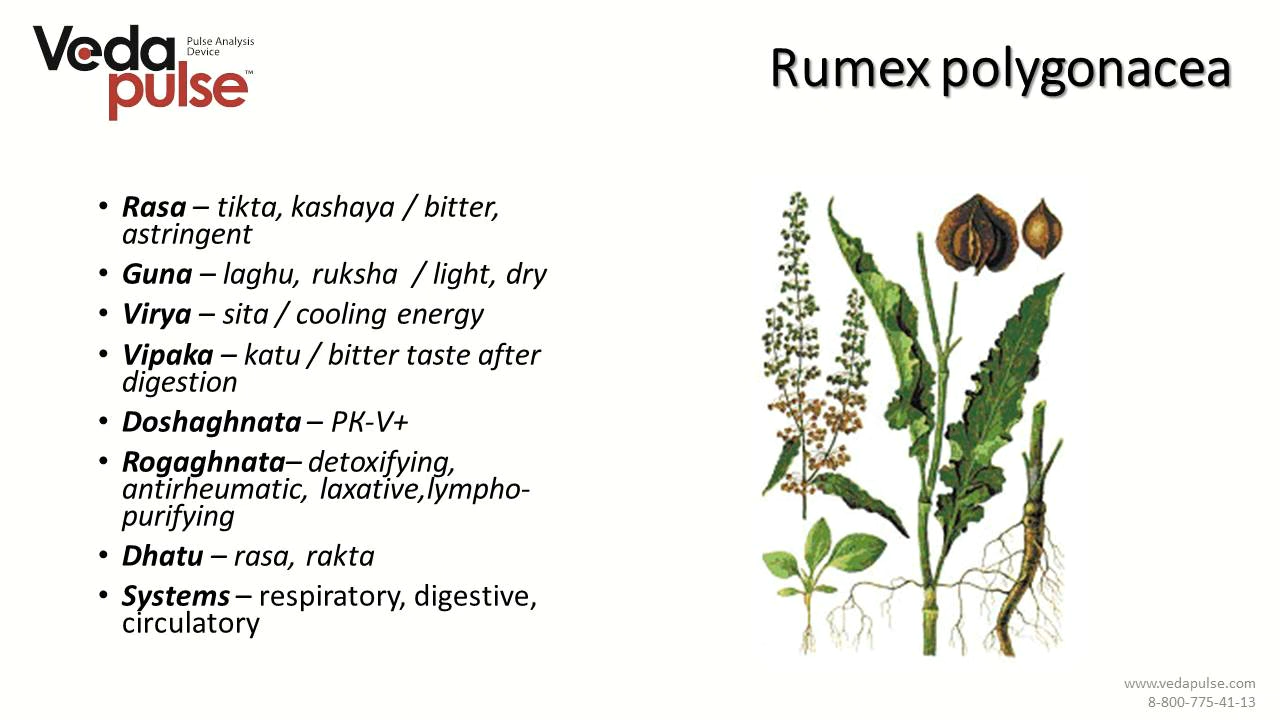 Veda
pulse™
Pulse Analysis
Device
Rumex polygonacea
• Rasa – tikta, kashaya / bitter,
astringent
• Guna – laghu, ruksha / light, dry
• Virya – sita / cooling energy
• Vipaka – katu / bitter taste after
digestion
• Doshaghnata – PK-V+
• Rogaghnata– detoxifying,
antirheumatic, laxative,lympho-
purifying
• Dhatu – rasa, rakta
• Systems – respiratory, digestive,
circulatory
www.vedapulse.com
8-800-775-41-13